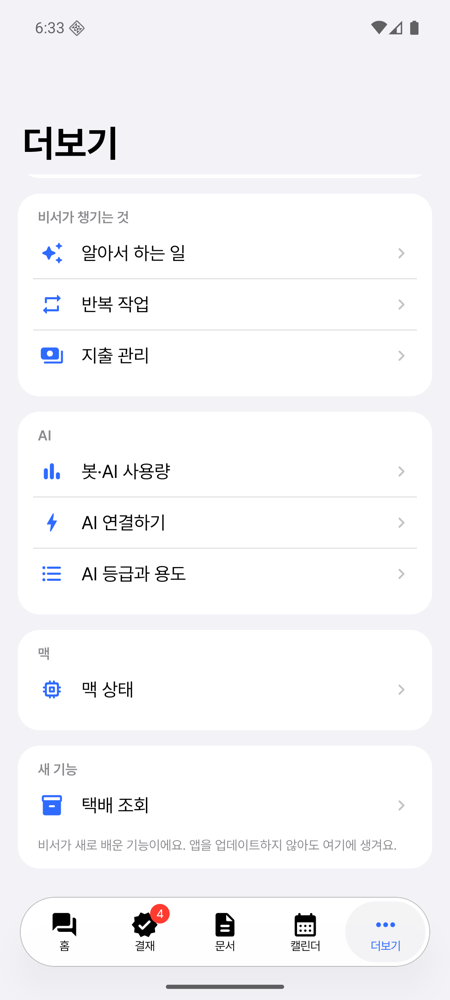 6:33
더보기
비서가 챙기는 것
알아서 하는 일
반복 작업
지출 관리
AI
봇·AI 사용량
AI 연결하기
AI 등급과 용도
맥
맥 상태
새 기능
택배 조회
비서가 새로 배운 기능이에요. 앱을 업데이트하지 않아도 여기에 생겨요.
4
홈
결재
문서
캘린더
더보기